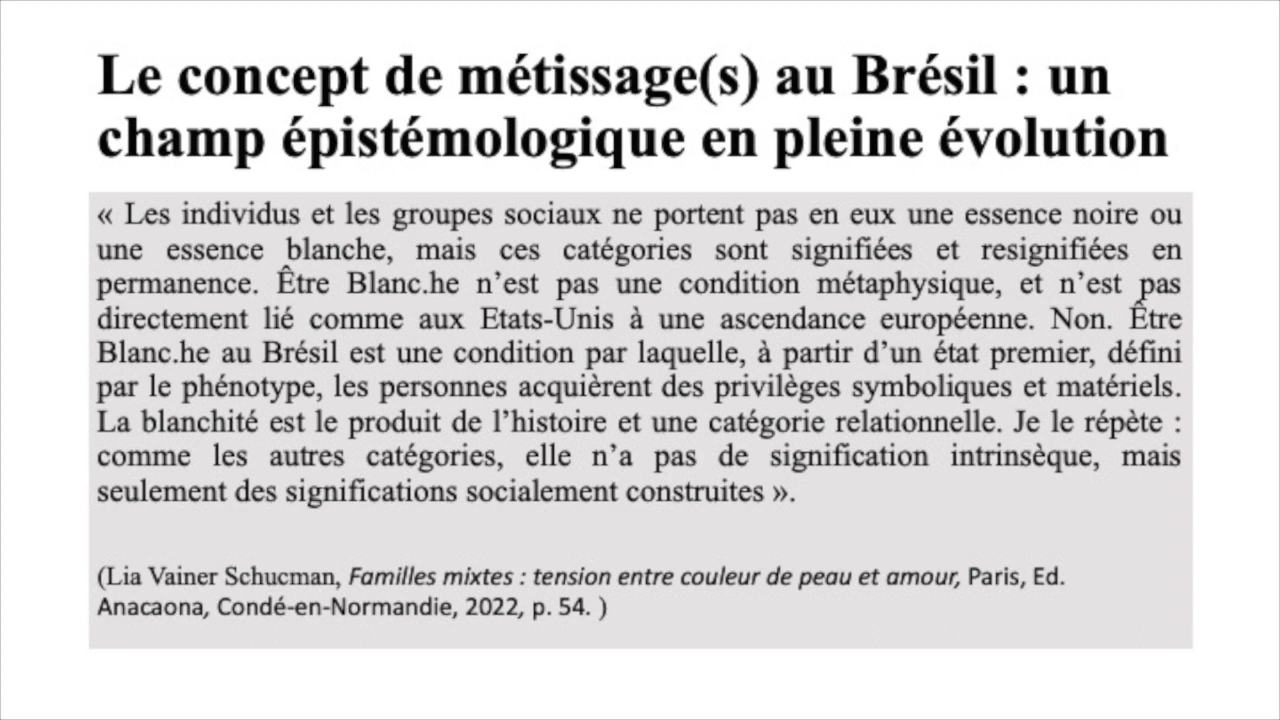 Le concept de métissage(s) au Brésil : un
champ épistémologique en pleine évolution
« Les individus et les groupes sociaux ne portent pas en eux une essence noire ou
une essence blanche, mais ces catégories sont signifiées et resignifiées en
permanence. Être Blanc.he n’est pas une condition métaphysique, et n’est pas
directement lié comme aux Etats-Unis à une ascendance européenne. Non. Être
Blanc.he au Brésil est une condition par laquelle, à partir d’un état premier, défini
par le phénotype, les personnes acquièrent des privilèges symboliques et matériels.
La blanchité est le produit de l’histoire et une catégorie relationnelle. Je le répète :
comme les autres catégories, elle n’a pas de signification intrinsèque, mais
seulement des significations socialement construites ».
(Lia Vainer Schucman, Familles mixtes : tension entre couleur de peau et amour, Paris, Ed.
Anacaona, Condé-en-Normandie, 2022, p. 54. )